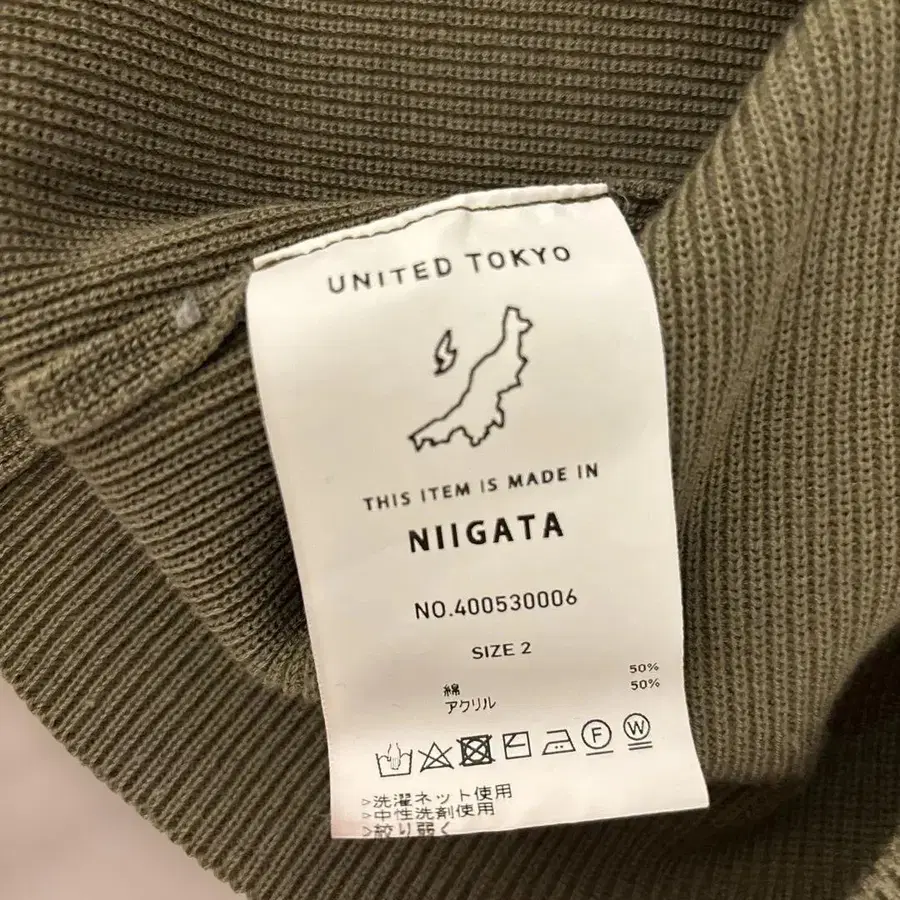 UNITED TOKYO
THIS ITEM IS MADE IN
NIIGATA
NO.400530006
SIZE 2
綿 50%
アクリル 50%
F W
>洗濯ネット使用
>中性洗剤使用
>絞り弱く